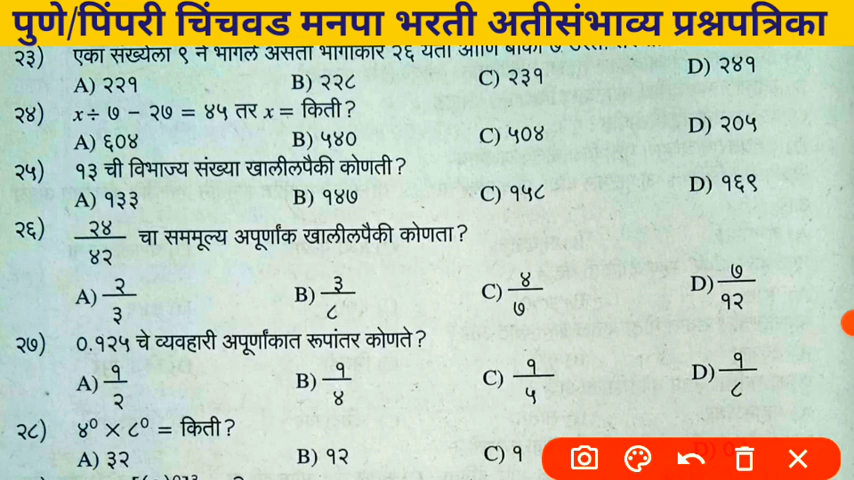 पुणे/पिंपरी चिंचवड मनपा भरती अतीसंभाव्य प्रश्नपत्रिका
२३) एका संख्येला ९ ने भागले असता भागाकार २६ येतो आणि बाकी ७
A) २२१ B) २२८ C) २३१ D) २४१
२४) x ÷ ७ − २७ = ४५ तर x = किती?
A) ६०४ B) ५४० C) ५०४ D) २०५
२५) १३ ची विभाज्य संख्या खालीलपैकी कोणती?
A) १३३ B) १४७ C) १५८ D) १६९
२६) २४/४२ चा सममूल्य अपूर्णांक खालीलपैकी कोणता?
A) २/३ B) ३/८ C) ४/७ D) ७/१२
२७) ०.१२५ चे व्यवहारी अपूर्णांकात रूपांतर कोणते?
A) १/२ B) १/४ C) १/५ D) १/८
२८) ४⁰ × ८⁰ = किती?
A) ३२ B) १२ C) १ D) ०